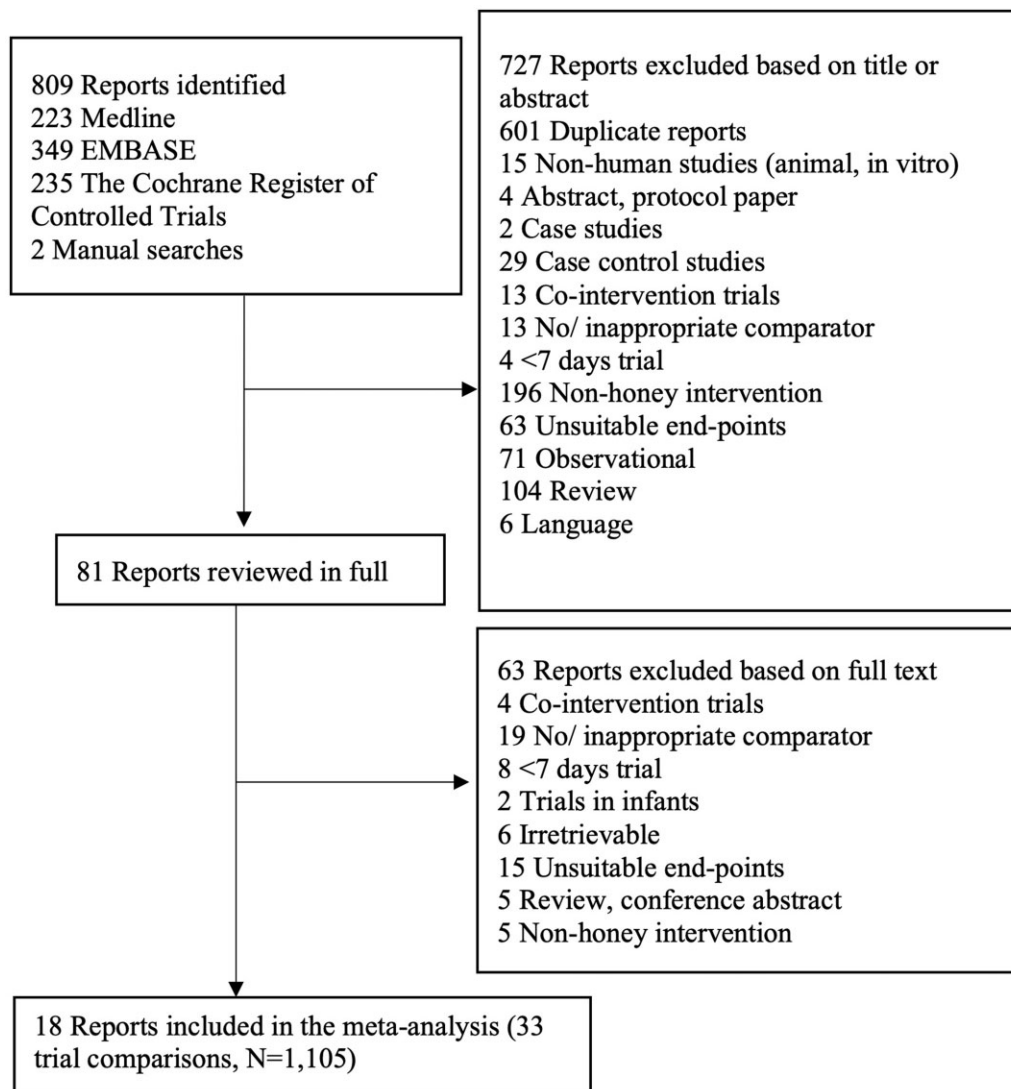 809 Reports identified
223 Medline
349 EMBASE
235 The Cochrane Register of
Controlled Trials
2 Manual searches
727 Reports excluded based on title or
abstract
601 Duplicate reports
15 Non-human studies (animal, in vitro)
4 Abstract, protocol paper
2 Case studies
29 Case control studies
13 Co-intervention trials
13 No/ inappropriate comparator
4 <7 days trial
196 Non-honey intervention
63 Unsuitable end-points
71 Observational
104 Review
6 Language
81 Reports reviewed in full
63 Reports excluded based on full text
4 Co-intervention trials
19 No/ inappropriate comparator
8 <7 days trial
2 Trials in infants
6 Irretrievable
15 Unsuitable end-points
5 Review, conference abstract
5 Non-honey intervention
18 Reports included in the meta-analysis (33
trial comparisons, N=1,105)